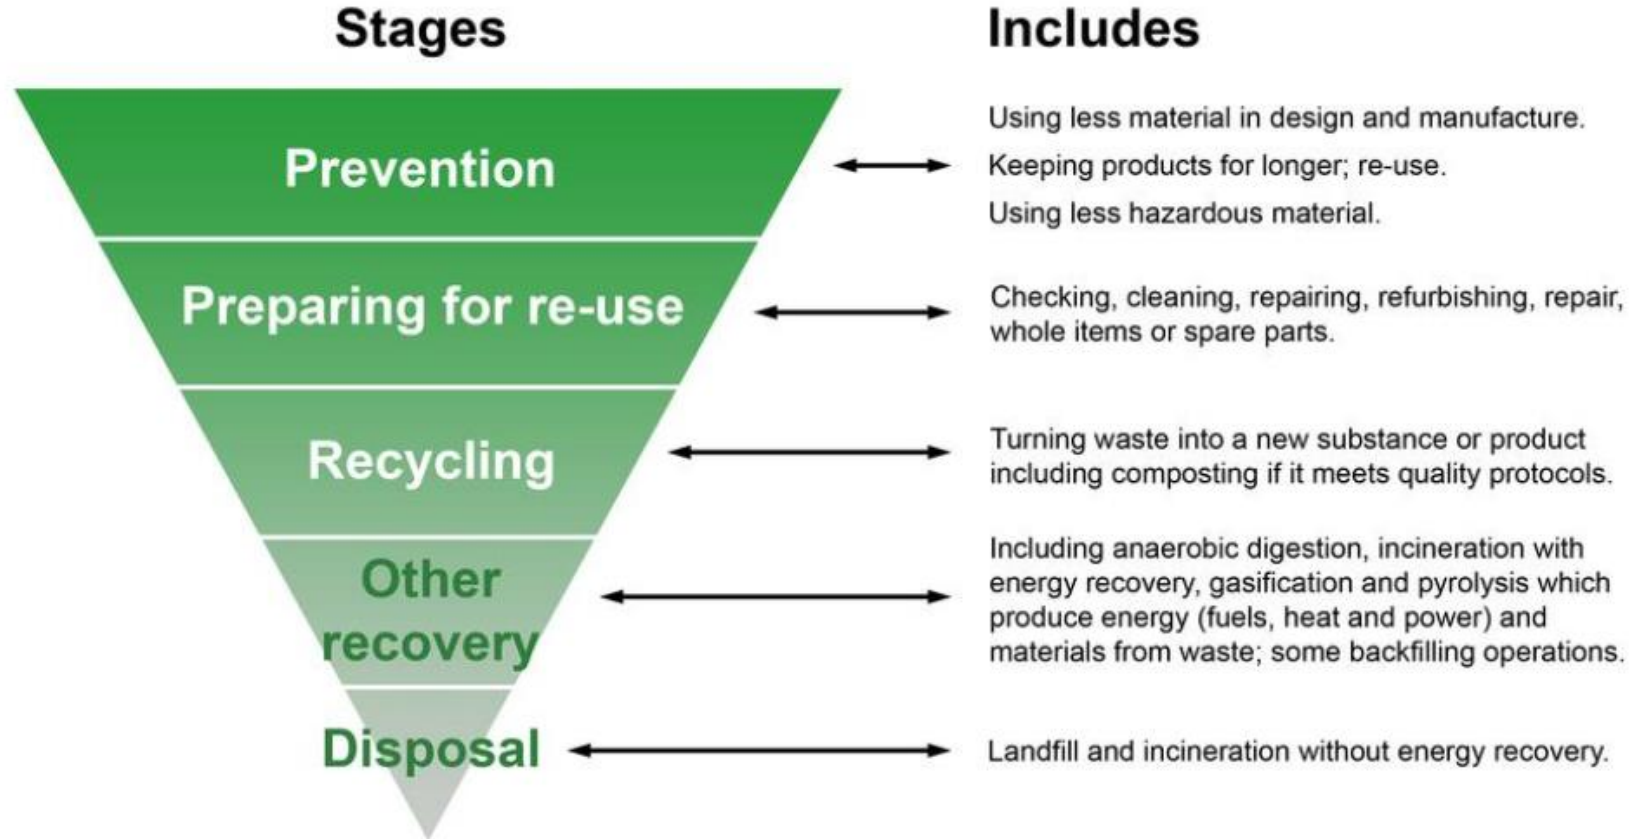 Stages
Includes
Prevention
Using less material in design and manufacture.
Keeping products for longer; re-use.
Using less hazardous material.
Preparing for re-use
Checking, cleaning, repairing, refurbishing, repair,
whole items or spare parts.
Recycling
Turning waste into a new substance or product
including composting if it meets quality protocols.
Other
recovery
Including anaerobic digestion, incineration with
energy recovery, gasification and pyrolysis which
produce energy (fuels, heat and power) and
materials from waste; some backfilling operations.
Disposal
Landfill and incineration without energy recovery.